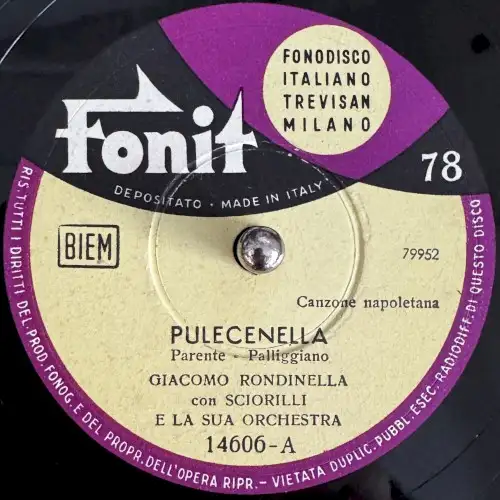 FONODISCO
ITALIANO
TREVISAN
MILANO
Fonit
78
DEPOSITATO · MADE IN ITALY
BIEM
79952
Canzone napoletana
PULECENELLA
Parente - Palliggiano
GIACOMO RONDINELLA
con SCIORILLI
E LA SUA ORCHESTRA
14606-A
RIS. TUTTI I DIRITTI DEL PROD. FONOG. E DEL PROPR. DELL'OPERA RIPR. - VIETATA DUPLIC. PUBBL. ESEC. RADIODIFF. DI QUESTO DISCO